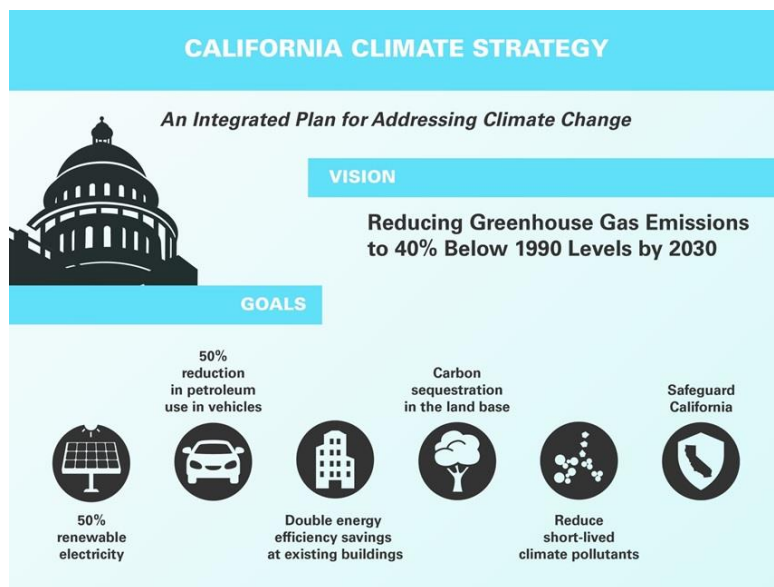 CALIFORNIA CLIMATE STRATEGY
An Integrated Plan for Addressing Climate Change
VISION
Reducing Greenhouse Gas Emissions
to 40% Below 1990 Levels by 2030
GOALS
50%
renewable
electricity
50%
reduction
in petroleum
use in vehicles
Double energy
efficiency savings
at existing buildings
Carbon
sequestration
in the land base
Reduce
short-lived
climate pollutants
Safeguard
California